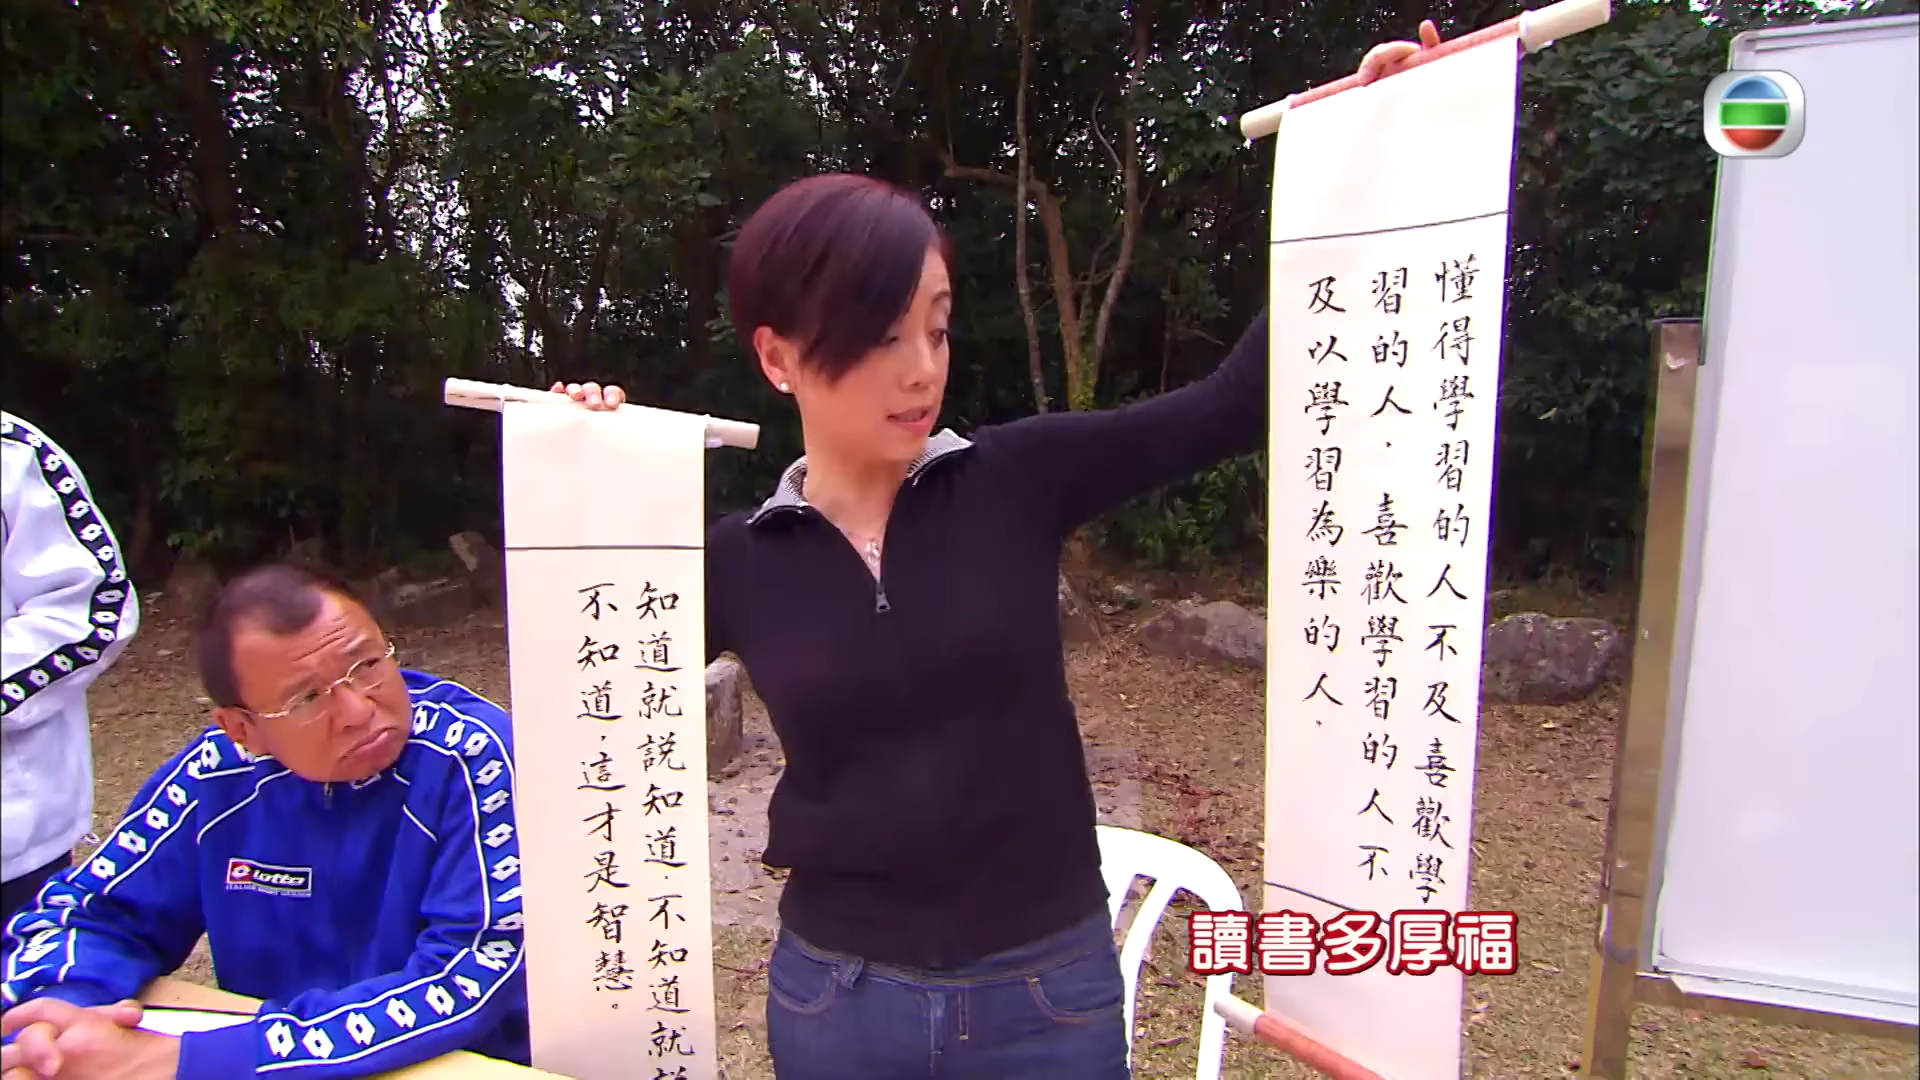 懂得學習的人不及喜歡學
習的人．喜歡學習的人不
及以學習為樂的人．
知道就說知道．不知道就說
不知道．這才是智慧。
讀書多厚福
lotto